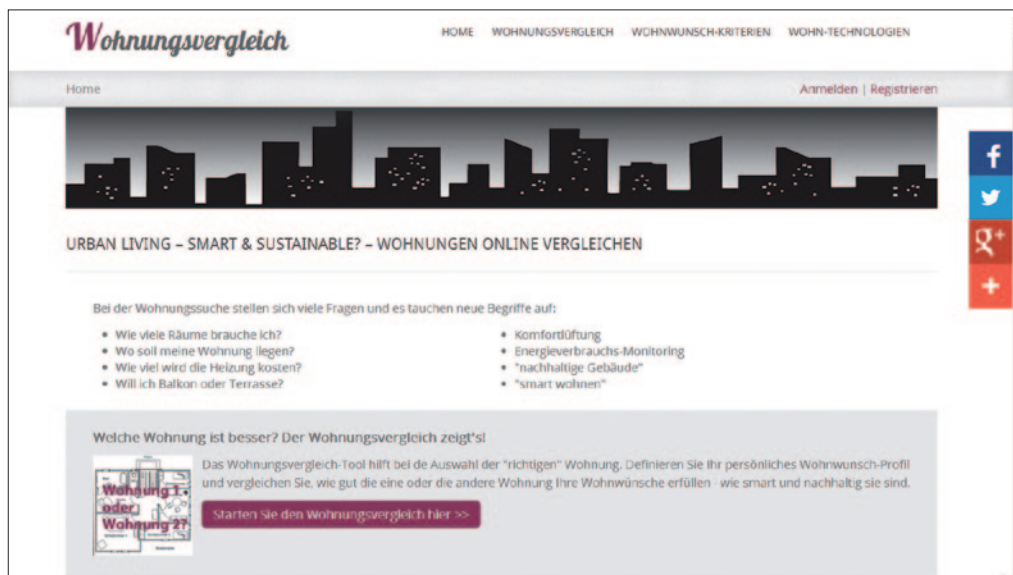 Wohnungsvergleich
HOME WOHNUNGSVERGLEICH WOHNWUNSCH-KRITERIEN WOHN-TECHNOLOGIEN
Home
Anmelden | Registrieren
URBAN LIVING – SMART & SUSTAINABLE? – WOHNUNGEN ONLINE VERGLEICHEN
Bei der Wohnungssuche stellen sich viele Fragen und es tauchen neue Begriffe auf:
• Wie viele Räume brauche ich?
• Wo soll meine Wohnung liegen?
• Wie viel wird die Heizung kosten?
• Will ich Balkon oder Terrasse?
• Komfortlüftung
• Energieverbrauchs-Monitoring
• "nachhaltige Gebäude"
• "smart wohnen"
Welche Wohnung ist besser? Der Wohnungsvergleich zeigt's!
Wohnung 1
oder
Wohnung 2?
Das Wohnungsvergleich-Tool hilft bei de Auswahl der "richtigen" Wohnung. Definieren Sie Ihr persönliches Wohnwunsch-Profil
und vergleichen Sie, wie gut die eine oder die andere Wohnung Ihre Wohnwünsche erfüllen - wie smart und nachhaltig sie sind.
Starten Sie den Wohnungsvergleich hier >>